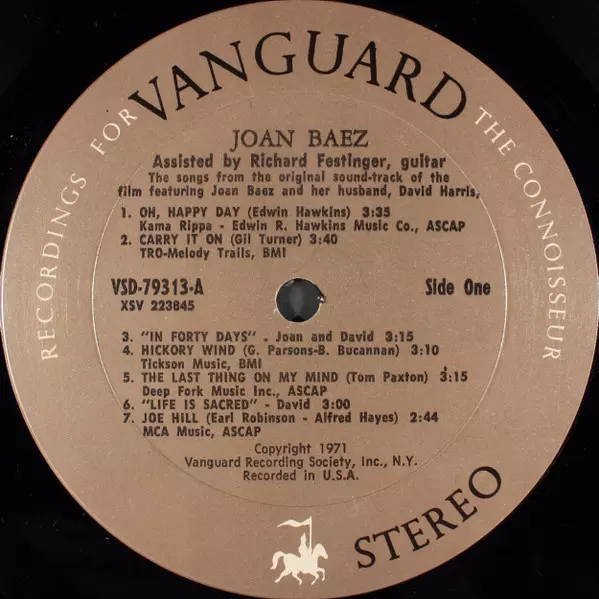 RECORDINGS FOR VANGUARD THE CONNOISSEUR
JOAN BAEZ
Assisted by Richard Festinger, guitar
The songs from the original sound-track of the
film featuring Joan Baez and her husband, David Harris,
1. OH, HAPPY DAY (Edwin Hawkins) 3:35
Kama Rippa - Edwin R. Hawkins Music Co., ASCAP
2. CARRY IT ON (Gil Turner) 3:40
TRO-Melody Trails, BMI
VSD-79313-A
XSV 223845
Side One
3. "IN FORTY DAYS" - Joan and David 3:15
4. HICKORY WIND (G. Parsons-B. Bucannan) 3:10
Tickson Music, BMI
5. THE LAST THING ON MY MIND (Tom Paxton) 3:15
Deep Fork Music Inc., ASCAP
6. "LIFE IS SACRED" - David 3:00
7. JOE HILL (Earl Robinson - Alfred Hayes) 2:44
MCA Music, ASCAP
Copyright 1971
Vanguard Recording Society, Inc., N.Y.
Recorded in U.S.A.
STEREO